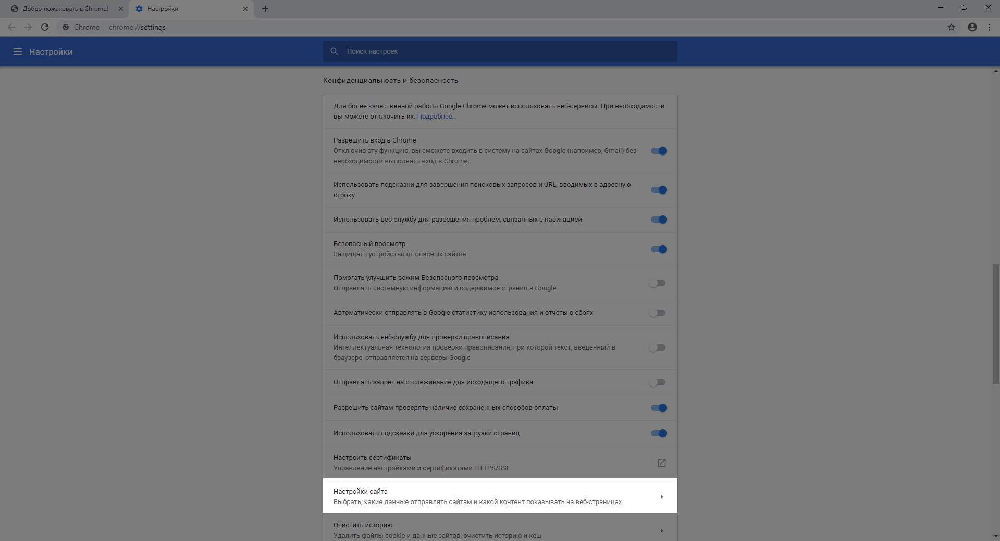 Добро пожаловать в Chrome!
Настройки
Chrome
chrome://settings
Настройки
Поиск настроек
Конфиденциальность и безопасность
Для более качественной работы Google Chrome может использовать веб-сервисы. При необходимости
вы можете отключить их. Подробнее…
Разрешить вход в Chrome
Отключив эту функцию, вы сможете входить в систему на сайтах Google (например, Gmail) без
необходимости выполнять вход в Chrome.
Использовать подсказки для завершения поисковых запросов и URL, вводимых в адресную
строку
Использовать веб-службу для разрешения проблем, связанных с навигацией
Безопасный просмотр
Защищать устройство от опасных сайтов
Помогать улучшить режим Безопасного просмотра
Отправлять системную информацию и содержимое страниц в Google
Автоматически отправлять в Google статистику использования и отчеты о сбоях
Использовать веб-службу для проверки правописания
Интеллектуальная технология проверки правописания, при которой текст, введенный в
браузере, отправляется на серверы Google
Отправлять запрет на отслеживание для исходящего трафика
Разрешить сайтам проверять наличие сохраненных способов оплаты
Использовать подсказки для ускорения загрузки страниц
Настроить сертификаты
Управление настройками и сертификатами HTTPS/SSL
Настройки сайта
Выбрать, какие данные отправлять сайтам и какой контент показывать на веб-страницах
Очистить историю
Удалить файлы cookie и данные сайтов, очистить историю и кеш